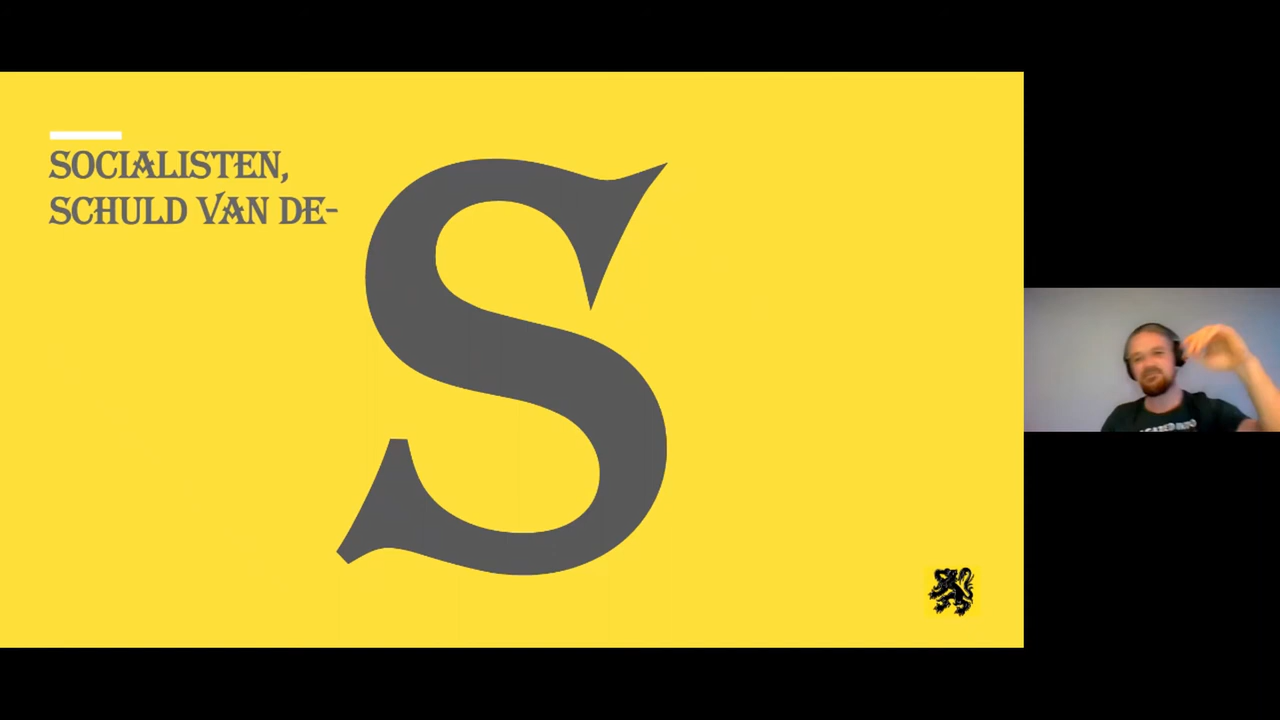 SOCIALISTEN,
SCHULD VAN DE-
S